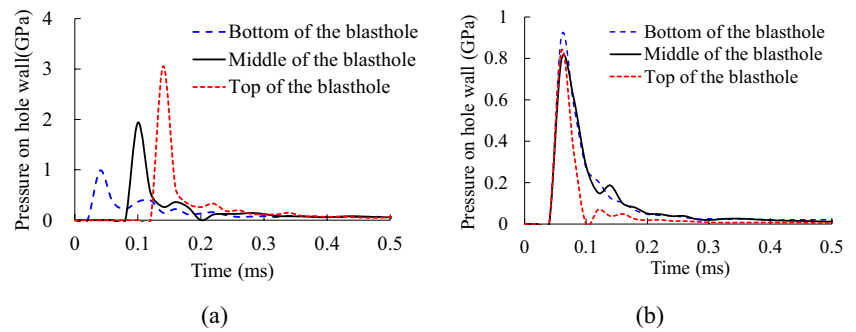 Pressure on hole wall(GPa)
4
3
2
1
0
Bottom of the blasthole
Middle of the blasthole
Top of the blasthole
0
0.1
0.2
0.3
0.4
0.5
Time (ms)
(a)
Pressure on hole wall (GPa)
1
0.8
0.6
0.4
0.2
0
Bottom of the blasthole
Middle of the blasthole
Top of the blasthole
0
0.1
0.2
0.3
0.4
0.5
Time (ms)
(b)